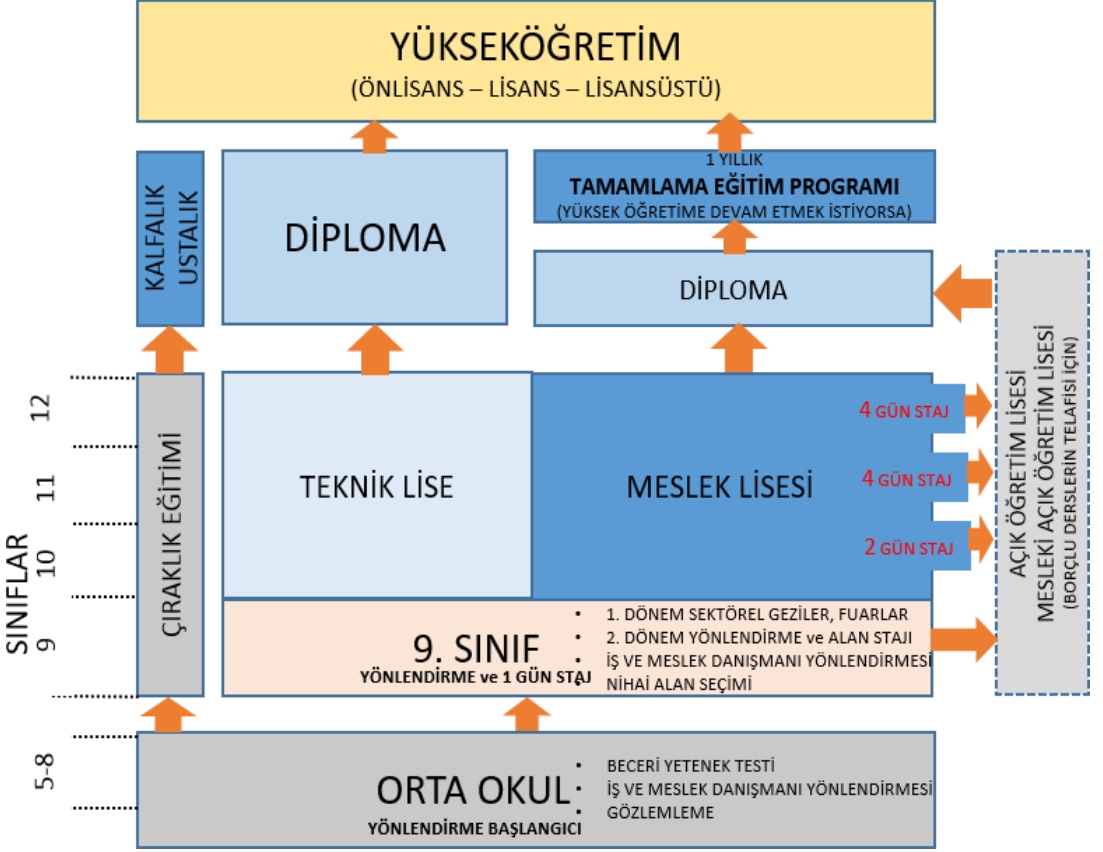 YÜKSEKÖĞRETİM
(ÖNLİSANS – LİSANS – LİSANSÜSTÜ)
KALFALIK
USTALIK
DİPLOMA
1 YILLIK
TAMAMLAMA EĞİTİM PROGRAMI
(YÜKSEK ÖĞRETİME DEVAM ETMEK İSTİYORSA)
DİPLOMA
SINIFLAR
12
11
10
9
5-8
ÇIRAKLIK EĞİTİMİ
TEKNİK LİSE
MESLEK LİSESİ
4 GÜN STAJ
4 GÜN STAJ
2 GÜN STAJ
AÇIK ÖĞRETİM LİSESİ
MESLEKİ AÇIK ÖĞRETİM LİSESİ
(BORÇLU DERSLERİN TELAFİSİ İÇİN)
9. SINIF
YÖNLENDİRME ve 1 GÜN STAJ
• 1. DÖNEM SEKTÖREL GEZİLER, FUARLAR
• 2. DÖNEM YÖNLENDİRME ve ALAN STAJI
• İŞ VE MESLEK DANIŞMANI YÖNLENDİRMESİ
• NİHAİ ALAN SEÇİMİ
ORTA OKUL
YÖNLENDİRME BAŞLANGICI
• BECERİ YETENEK TESTİ
• İŞ VE MESLEK DANIŞMANI YÖNLENDİRMESİ
• GÖZLEMLEME